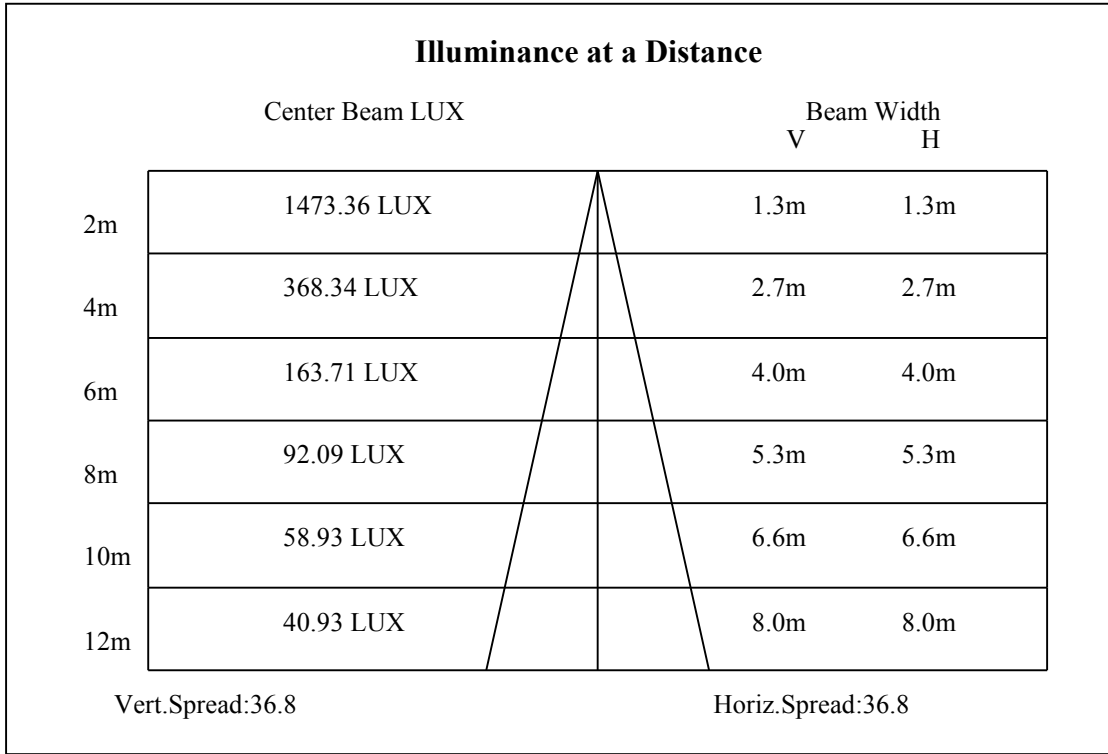 Illuminance at a Distance
Center Beam LUX Beam Width
V H
2m 1473.36 LUX 1.3m 1.3m
4m 368.34 LUX 2.7m 2.7m
6m 163.71 LUX 4.0m 4.0m
8m 92.09 LUX 5.3m 5.3m
10m 58.93 LUX 6.6m 6.6m
12m 40.93 LUX 8.0m 8.0m
Vert.Spread:36.8 Horiz.Spread:36.8